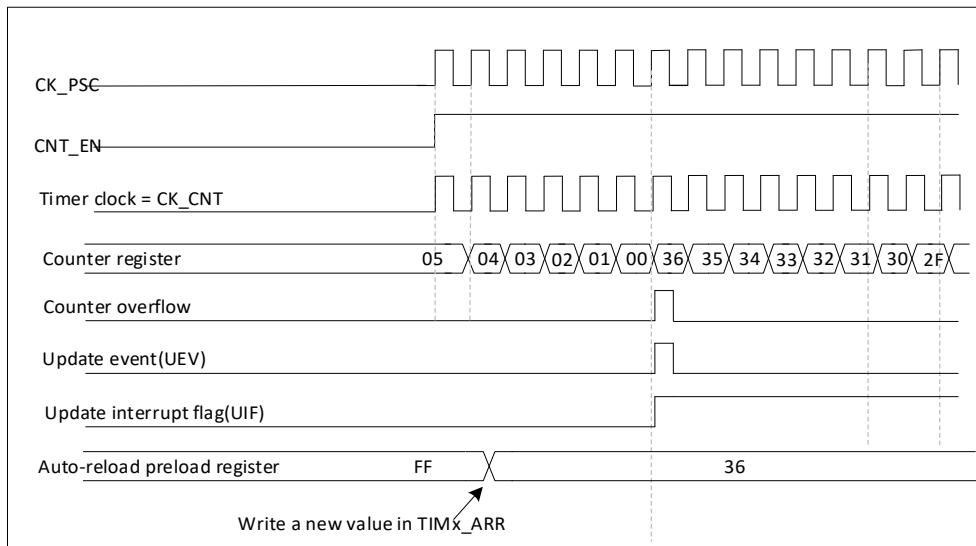 CK_PSC
CNT_EN
Timer clock = CK_CNT
Counter register 05 04 03 02 01 00 36 35 34 33 32 31 30 2F
Counter overflow
Update event(UEV)
Update interrupt flag(UIF)
Auto-reload preload register FF 36
Write a new value in TIMx_ARR